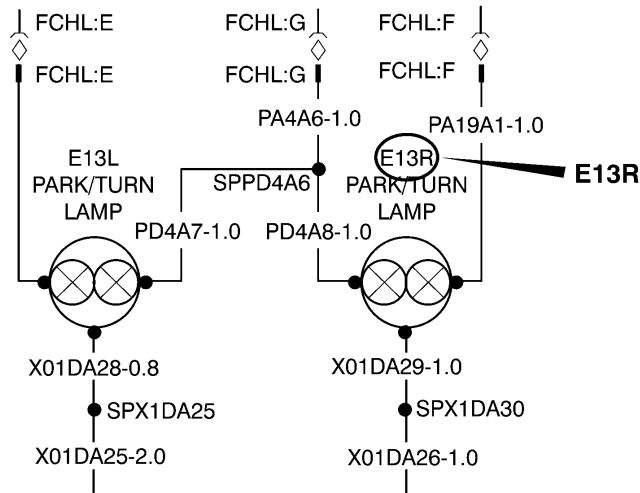 FCHL:E
FCHL:G
FCHL:F
FCHL:E
FCHL:G
FCHL:F
PA4A6-1.0
PA19A1-1.0
E13L
PARK/TURN
LAMP
E13R
PARK/TURN
LAMP
E13R
SPPD4A6
PD4A7-1.0
PD4A8-1.0
X01DA28-0.8
X01DA29-1.0
SPX1DA25
SPX1DA30
X01DA25-2.0
X01DA26-1.0